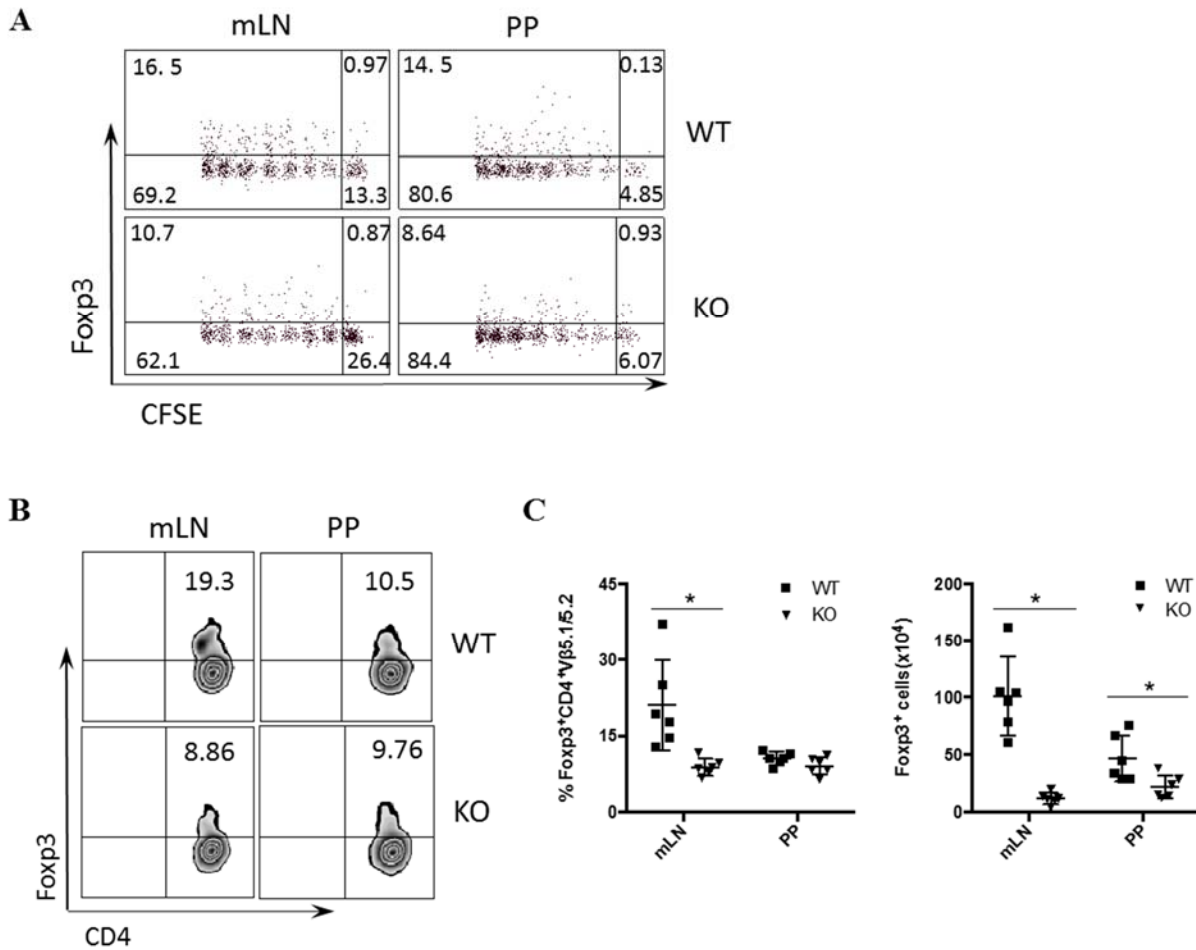 A
mLN PP
16. 5 0.97 14. 5 0.13
WT
69.2 13.3 80.6 4.85
10.7 0.87 8.64 0.93
KO
62.1 26.4 84.4 6.07
Foxp3
CFSE
B
mLN PP
19.3 10.5
WT
8.86 9.76
KO
Foxp3
CD4
C
% Foxp3⁺CD4⁺Vβ5.1/5.2
45
30
15
0
WT
KO
*
mLN PP
Foxp3⁺ cells(x10⁴)
200
150
100
50
0
WT
KO
*
*
mLN PP